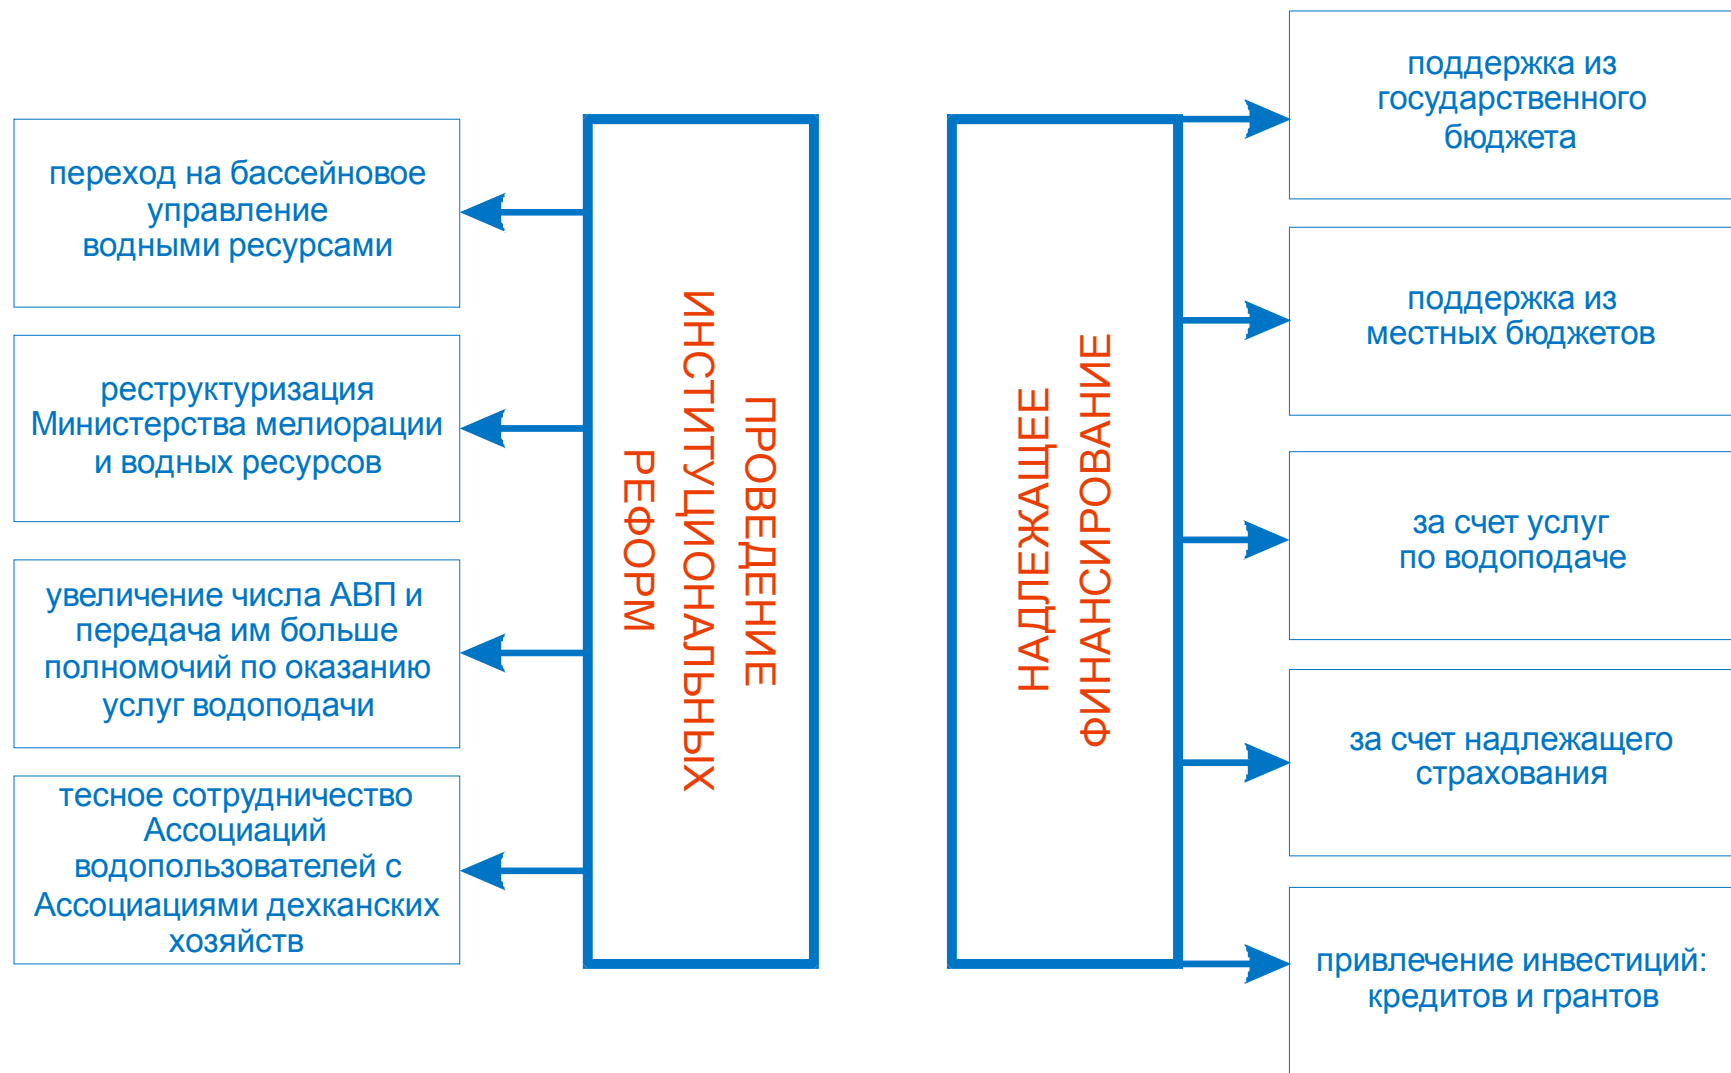 переход на бассейновое
управление
водными ресурсами
реструктуризация
Министерства мелиорации
и водных ресурсов
увеличение числа АВП и
передача им больше
полномочий по оказанию
услуг водоподачи
тесное сотрудничество
Ассоциаций
водопользователей с
Ассоциациями дехканских
хозяйств
ПРОВЕДЕНИЕ
ИНСТИТУЦИОНАЛЬНЫХ
РЕФОРМ
НАДЛЕЖАЩЕЕ
ФИНАНСИРОВАНИЕ
поддержка из
государственного
бюджета
поддержка из
местных бюджетов
за счет услуг
по водоподаче
за счет надлежащего
страхования
привлечение инвестиций:
кредитов и грантов